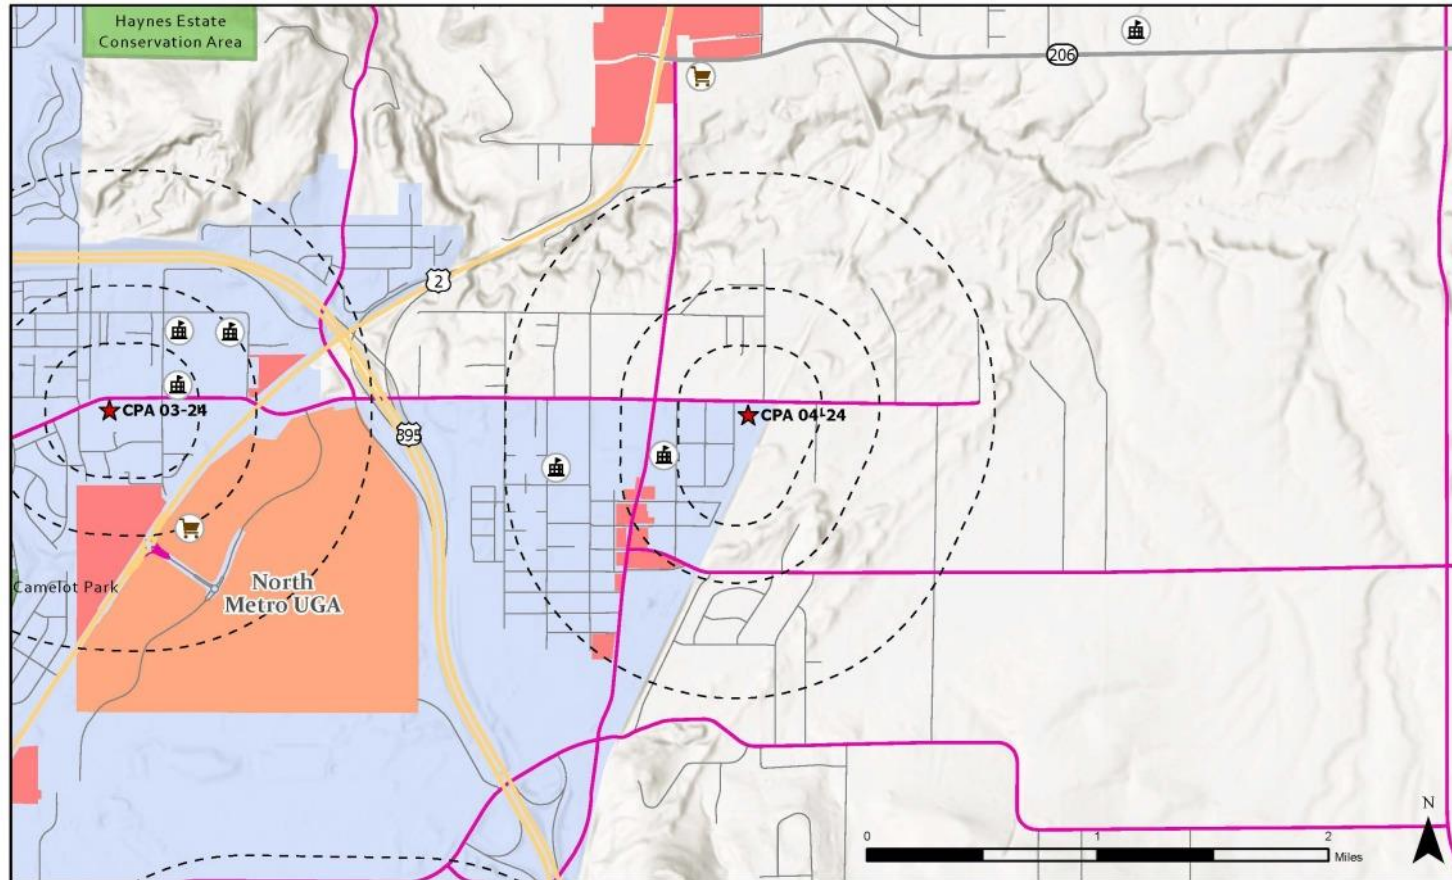 Haynes Estate
Conservation Area
206
2
CPA 03-24
CPA 04-24
395
Camelot Park
North
Metro UGA
N
0
1
2
Miles